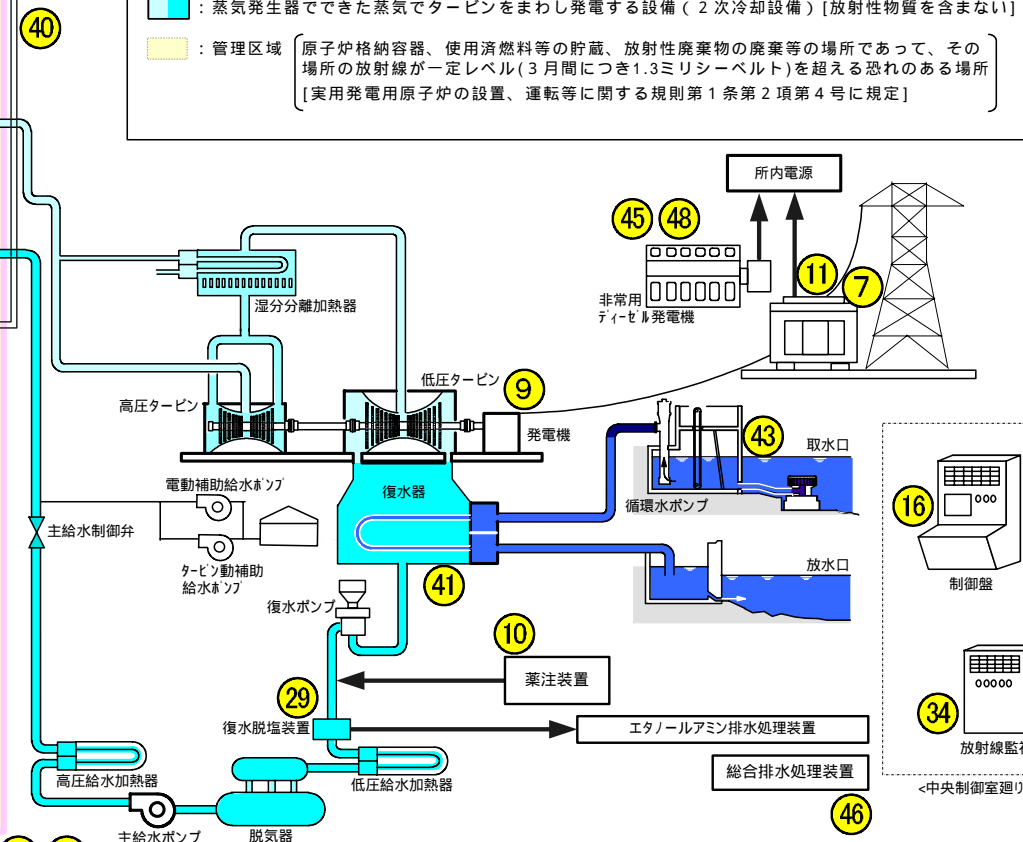 ：蒸気発生器でできた蒸気でタービンをまわし発電する設備（２次冷却設備）[放射性物質を含まない]
40
：管理区域
原子炉格納容器、使用済燃料等の貯蔵、放射性廃棄物の廃棄等の場所であって、その
場所の放射線が一定レベル(３月間につき1.3ミリシーベルト)を超える恐れのある場所
[実用発電用原子炉の設置、運転等に関する規則第１条第２項第４号に規定]
所内電源
45
48
11
7
非常用
ディーゼル発電機
湿分分離加熱器
低圧タービン
9
高圧タービン
発電機
43
取水口
循環水ポンプ
電動補助給水ポンプ
復水器
主給水制御弁
タービン動補助
給水ポンプ
16
制御盤
放水口
41
復水ポンプ
10
薬注装置
29
復水脱塩装置
エタノールアミン排水処理装置
34
放射線監視
総合排水処理装置
高圧給水加熱器
低圧給水加熱器
<中央制御室廻り
46
主給水ポンプ
脱気器